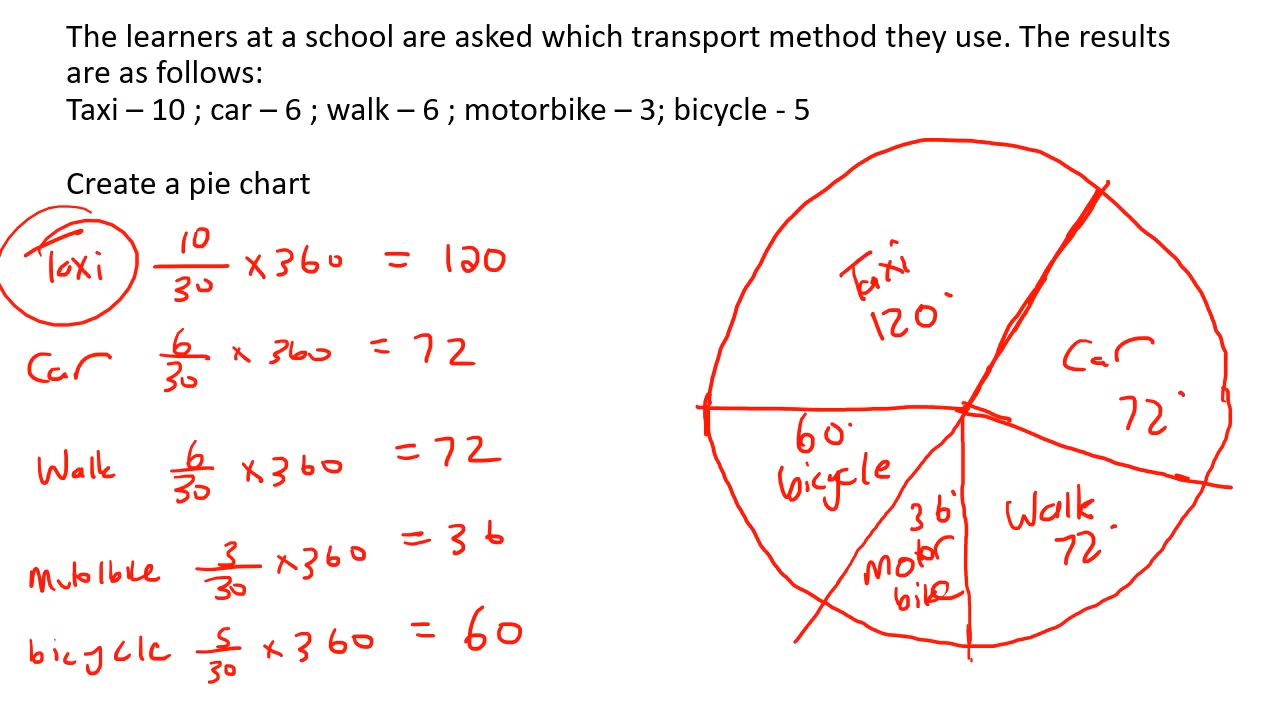 The learners at a school are asked which transport method they use. The results
are as follows:
Taxi – 10 ; car – 6 ; walk – 6 ; motorbike – 3; bicycle - 5
Create a pie chart
Taxi 10/30 x 360 = 120
Car 6/30 x 360 = 72
Walk 6/30 x 360 = 72
3/30 x 360 = 36
bicycle 5/30 x 360 = 60
Taxi
120°
Car
72°
60°
bicycle
36°
motor
bike
Walk
72°